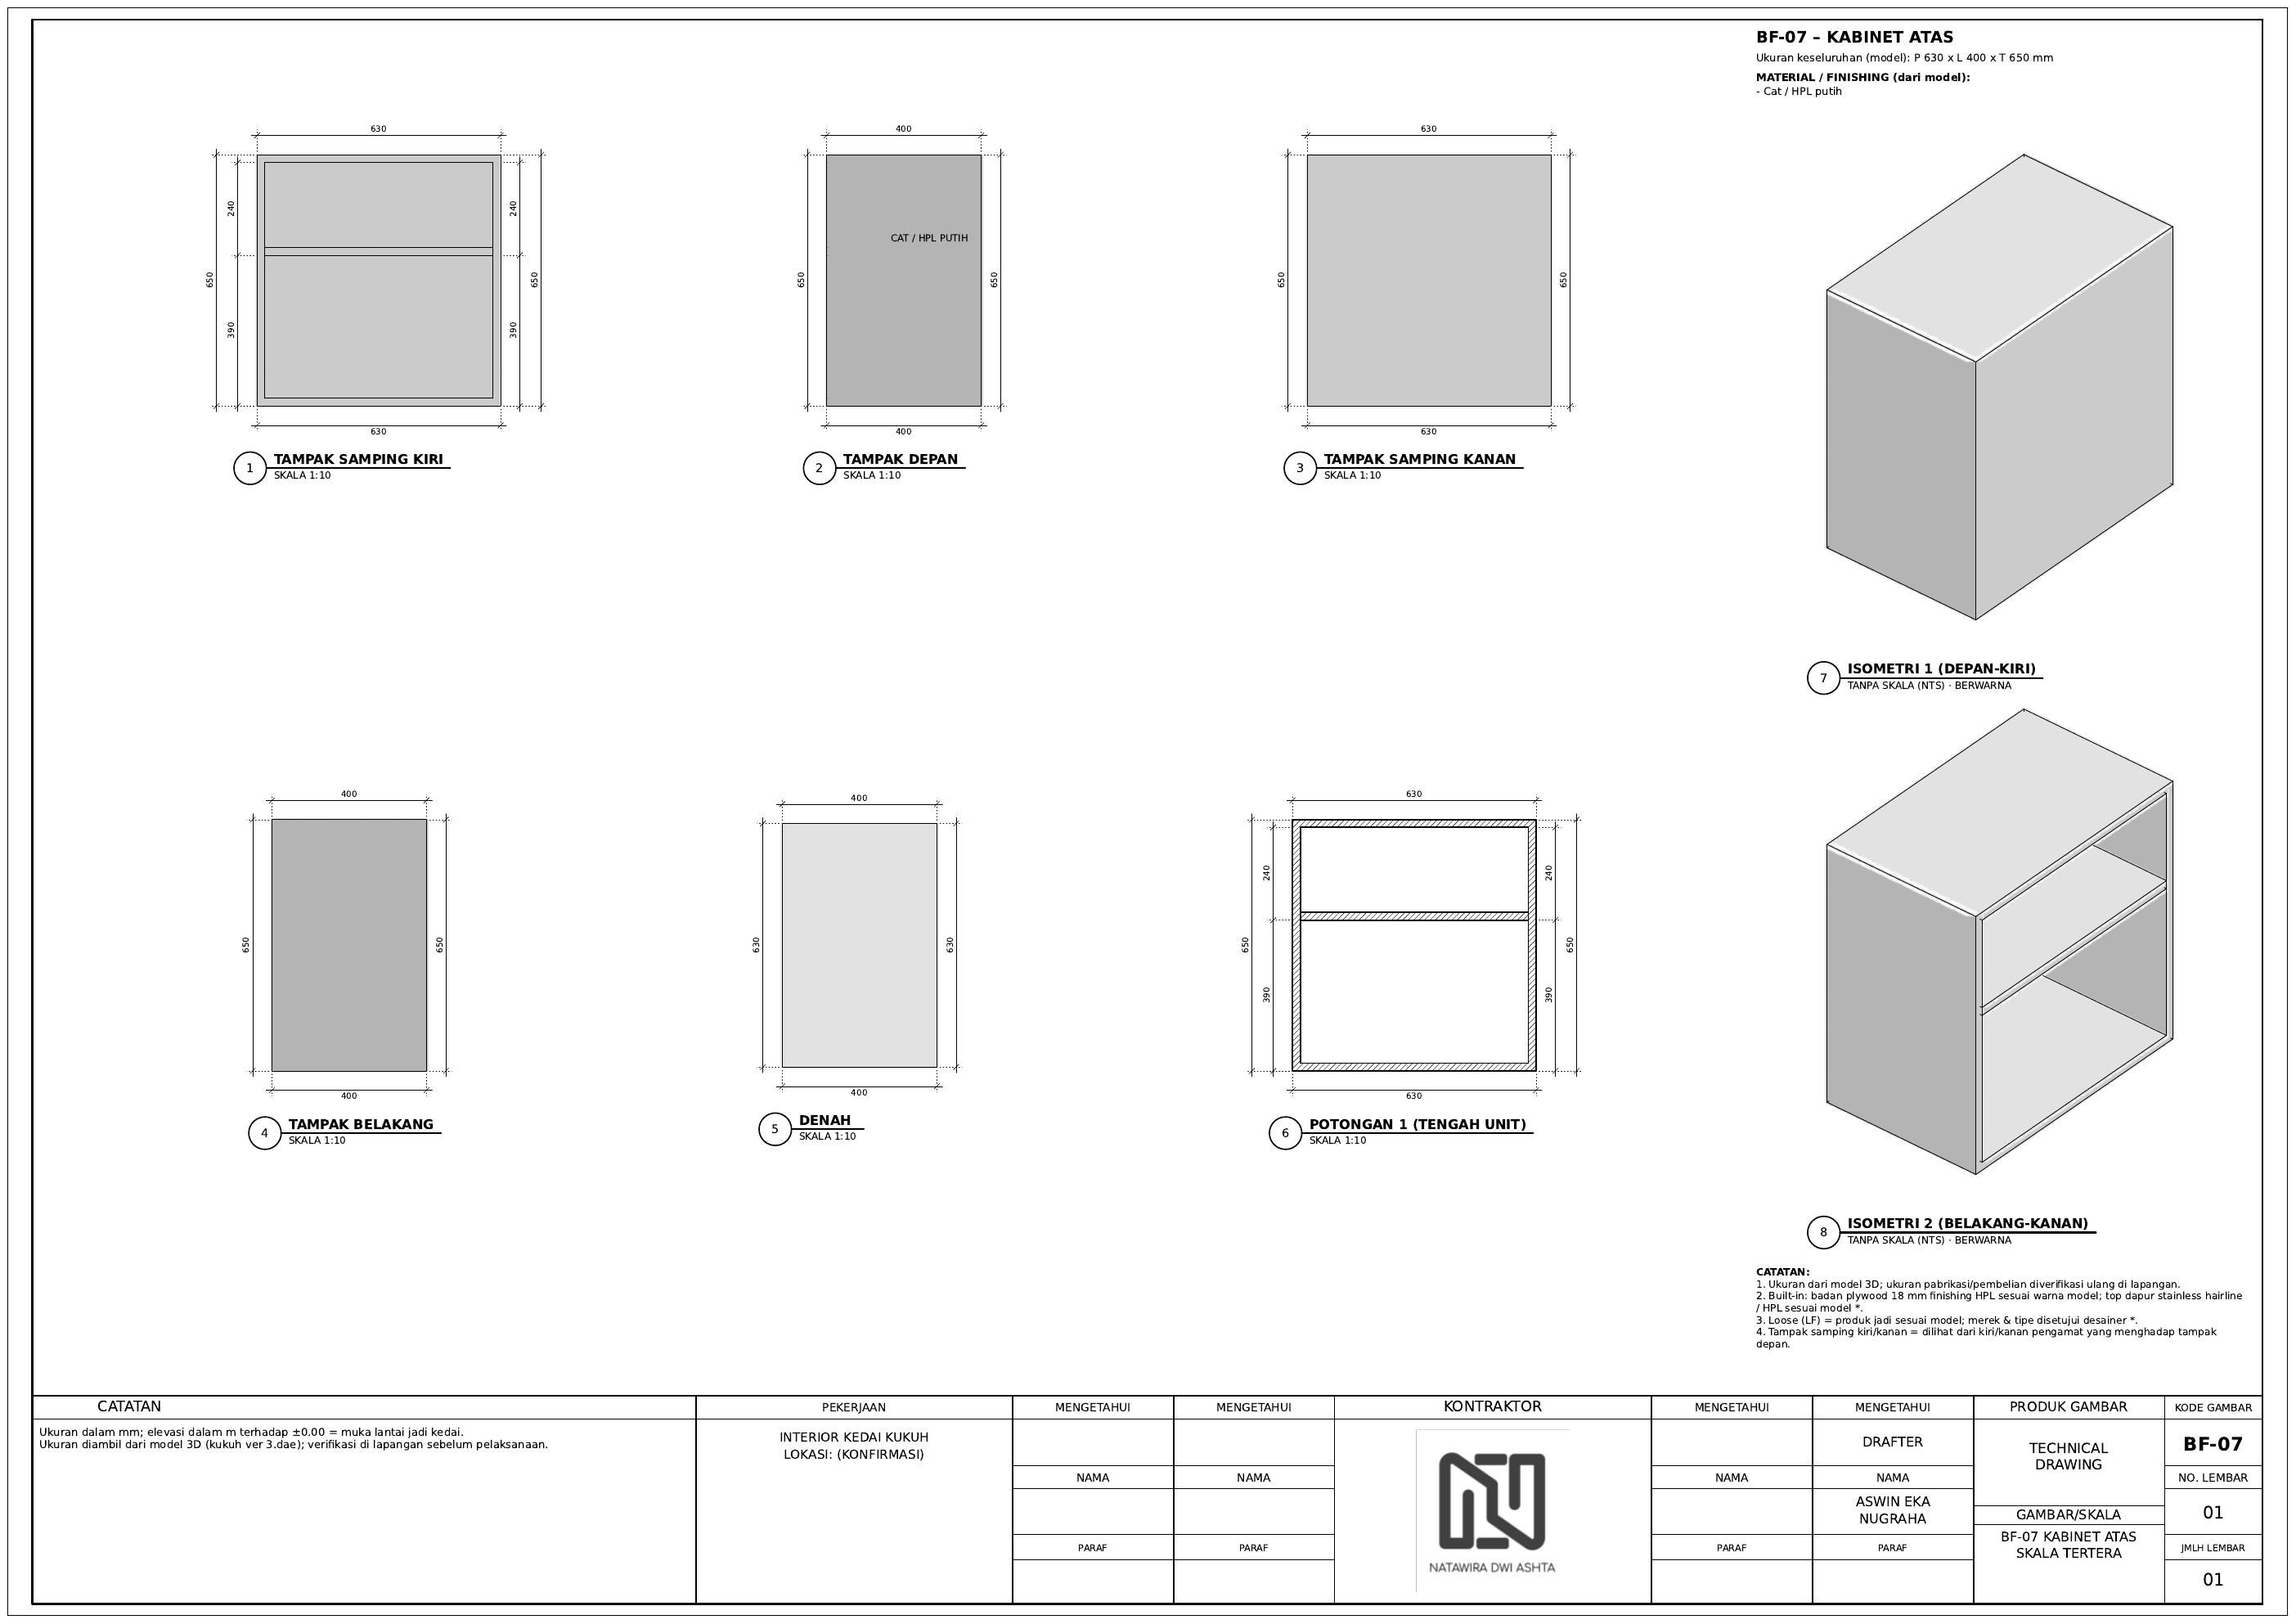 BF-07 – KABINET ATAS
Ukuran keseluruhan (model): P 630 x L 400 x T 650 mm
MATERIAL / FINISHING (dari model):
- Cat / HPL putih
630
240
390
650
240
390
650
630
1
TAMPAK SAMPING KIRI
SKALA 1:10
400
CAT / HPL PUTIH
650
650
400
2
TAMPAK DEPAN
SKALA 1:10
630
650
650
630
3
TAMPAK SAMPING KANAN
SKALA 1:10
7
ISOMETRI 1 (DEPAN-KIRI)
TANPA SKALA (NTS) · BERWARNA
400
650
650
400
4
TAMPAK BELAKANG
SKALA 1:10
400
630
630
400
5
DENAH
SKALA 1:10
630
240
390
650
240
390
650
630
6
POTONGAN 1 (TENGAH UNIT)
SKALA 1:10
8
ISOMETRI 2 (BELAKANG-KANAN)
TANPA SKALA (NTS) · BERWARNA
CATATAN:
1. Ukuran dari model 3D; ukuran pabrikasi/pembelian diverifikasi ulang di lapangan.
2. Built-in: badan plywood 18 mm finishing HPL sesuai warna model; top dapur stainless hairline
/ HPL sesuai model *.
3. Loose (LF) = produk jadi sesuai model; merek & tipe disetujui desainer *.
4. Tampak samping kiri/kanan = dilihat dari kiri/kanan pengamat yang menghadap tampak
depan.
CATATAN
Ukuran dalam mm; elevasi dalam m terhadap ±0.00 = muka lantai jadi kedai.
Ukuran diambil dari model 3D (kukuh ver 3.dae); verifikasi di lapangan sebelum pelaksanaan.
PEKERJAAN
INTERIOR KEDAI KUKUH
LOKASI: (KONFIRMASI)
MENGETAHUI
NAMA
PARAF
MENGETAHUI
NAMA
PARAF
KONTRAKTOR
NATAWIRA DWI ASHTA
MENGETAHUI
NAMA
PARAF
MENGETAHUI
DRAFTER
NAMA
ASWIN EKA
NUGRAHA
PARAF
PRODUK GAMBAR
TECHNICAL
DRAWING
GAMBAR/SKALA
BF-07 KABINET ATAS
SKALA TERTERA
KODE GAMBAR
BF-07
NO. LEMBAR
01
JMLH LEMBAR
01